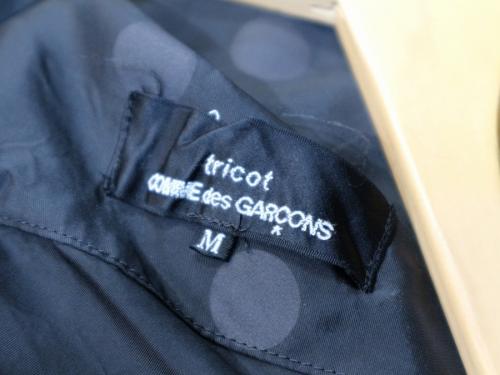 tricot
COMME des GARÇONS
M